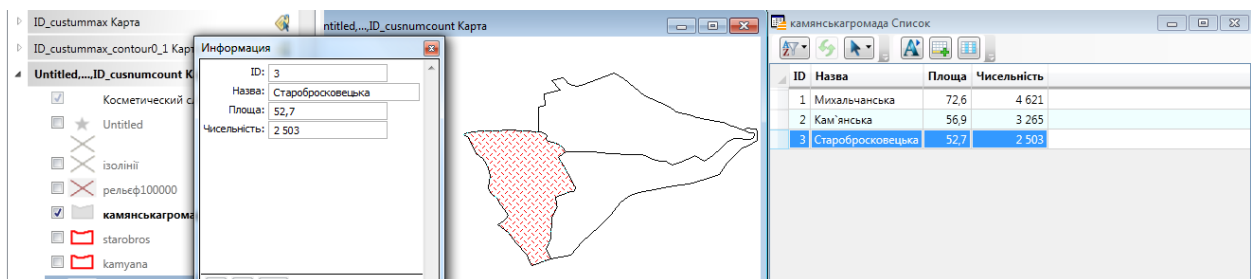 ID_custummax Карта
ID_custummax_contour0_1 Карт
Untitled,...,ID_cusnumcount К
Косметический с
Untitled
ізолінії
рельєф100000
камянськагрома
starobros
kamyana
Информация
ID: 3
Назва: Старобросковецька
Площа: 52,7
Чисельність: 2 503
ntitled,...,ID_cusnumcount Карта
камянськагромада Список
ID Назва Площа Чисельність
1 Михальчанська 72,6 4 621
2 Кам`янська 56,9 3 265
3 Старобросковецька 52,7 2 503